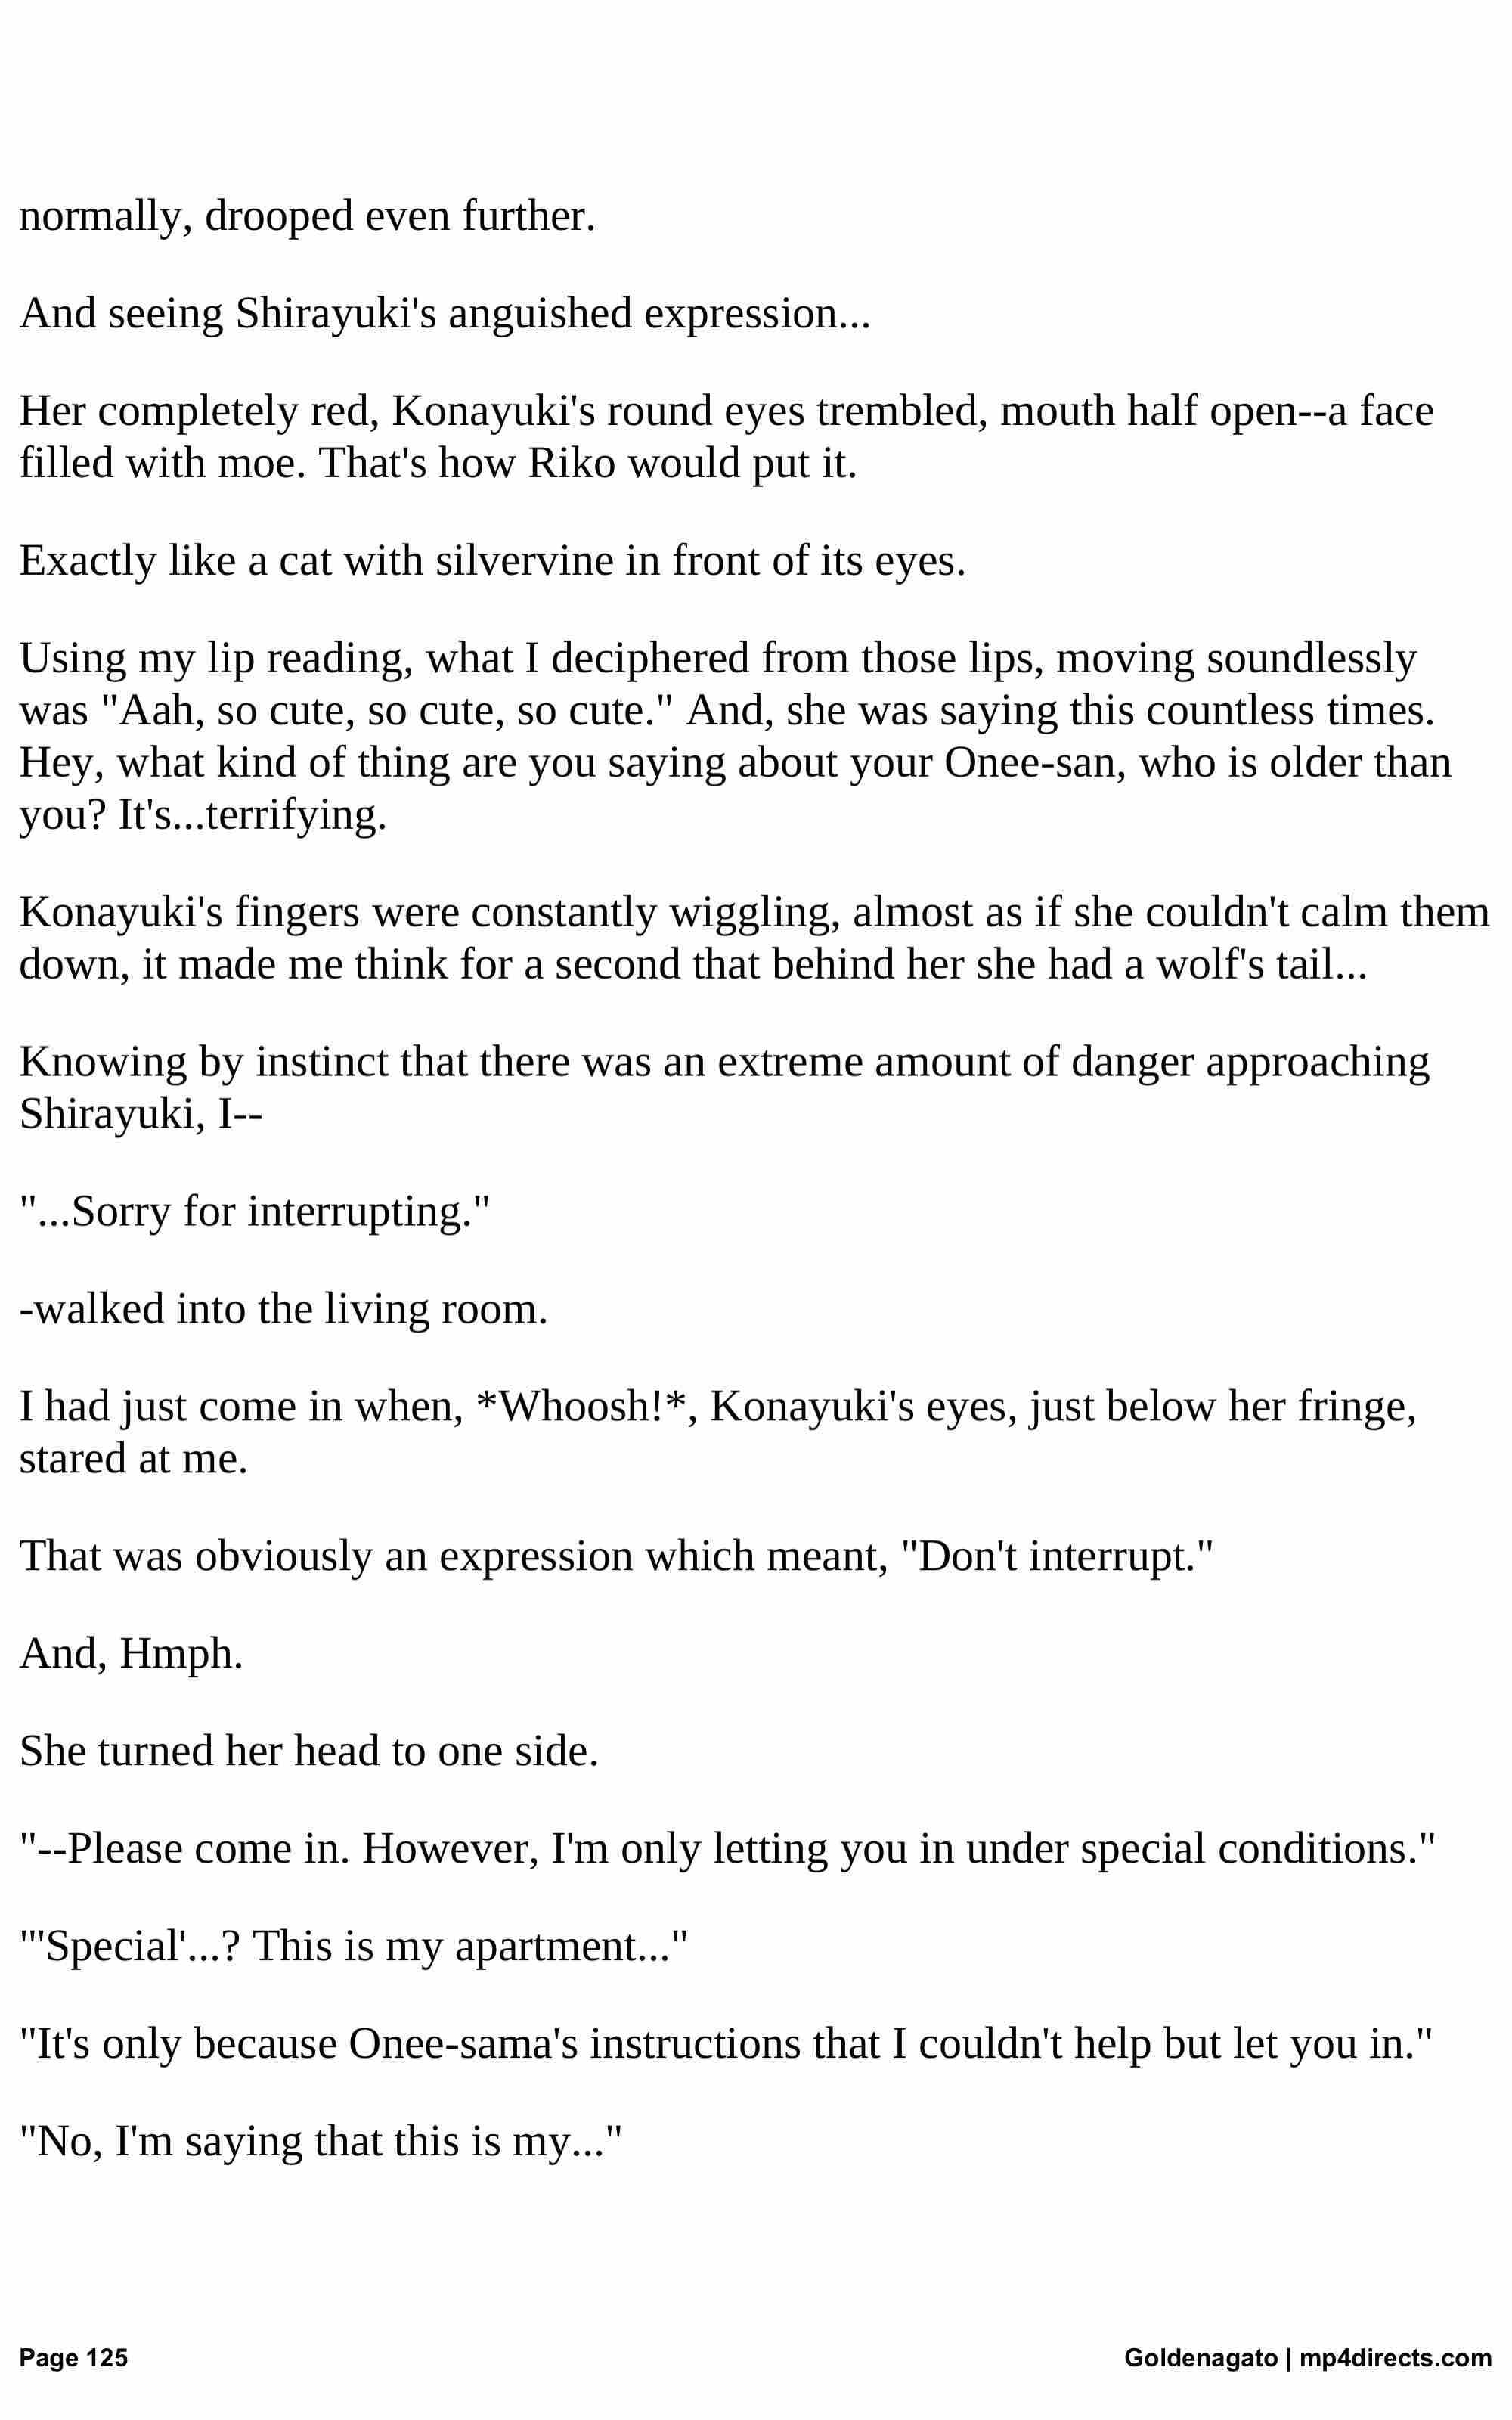 normally, drooped even further.
And seeing Shirayuki's anguished expression...
Her completely red, Konayuki's round eyes trembled, mouth half open--a face
filled with moe. That's how Riko would put it.
Exactly like a cat with silvervine in front of its eyes.
Using my lip reading, what I deciphered from those lips, moving soundlessly
was "Aah, so cute, so cute, so cute." And, she was saying this countless times.
Hey, what kind of thing are you saying about your Onee-san, who is older than
you? It's...terrifying.
Konayuki's fingers were constantly wiggling, almost as if she couldn't calm them
down, it made me think for a second that behind her she had a wolf's tail...
Knowing by instinct that there was an extreme amount of danger approaching
Shirayuki, I--
"...Sorry for interrupting."
-walked into the living room.
I had just come in when, *Whoosh!*, Konayuki's eyes, just below her fringe,
stared at me.
That was obviously an expression which meant, "Don't interrupt."
And, Hmph.
She turned her head to one side.
"--Please come in. However, I'm only letting you in under special conditions."
"'Special'...? This is my apartment..."
"It's only because Onee-sama's instructions that I couldn't help but let you in."
"No, I'm saying that this is my..."
Page 125
Goldenagato | mp4directs.com